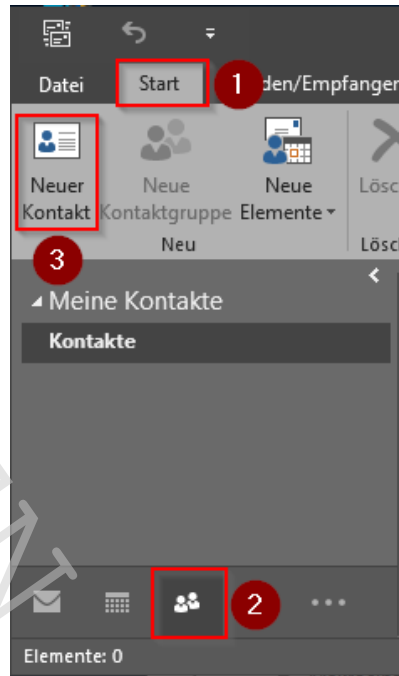 Datei Start 1 den/Empfangen
Neuer Neue Neue Lösc
Kontakt Kontaktgruppe Elemente
3 Neu Lösc
Meine Kontakte
Kontakte
2
Elemente: 0